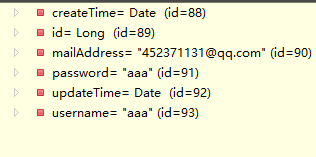 createTime= Date (id=88)
id= Long (id=89)
mailAddress= "452371131@qq.com" (id=90)
password= "aaa" (id=91)
updateTime= Date (id=92)
username= "aaa" (id=93)